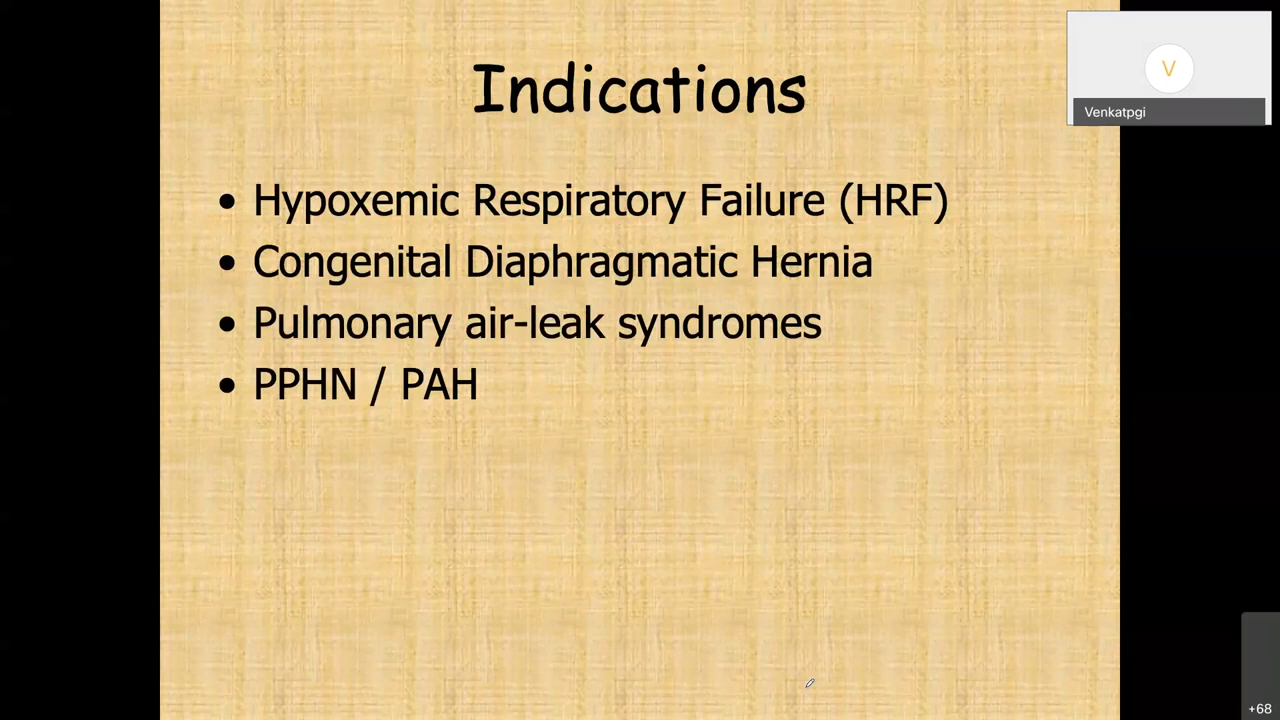 Indications
• Hypoxemic Respiratory Failure (HRF)
• Congenital Diaphragmatic Hernia
• Pulmonary air-leak syndromes
• PPHN / PAH
V
Venkatpgi
+68